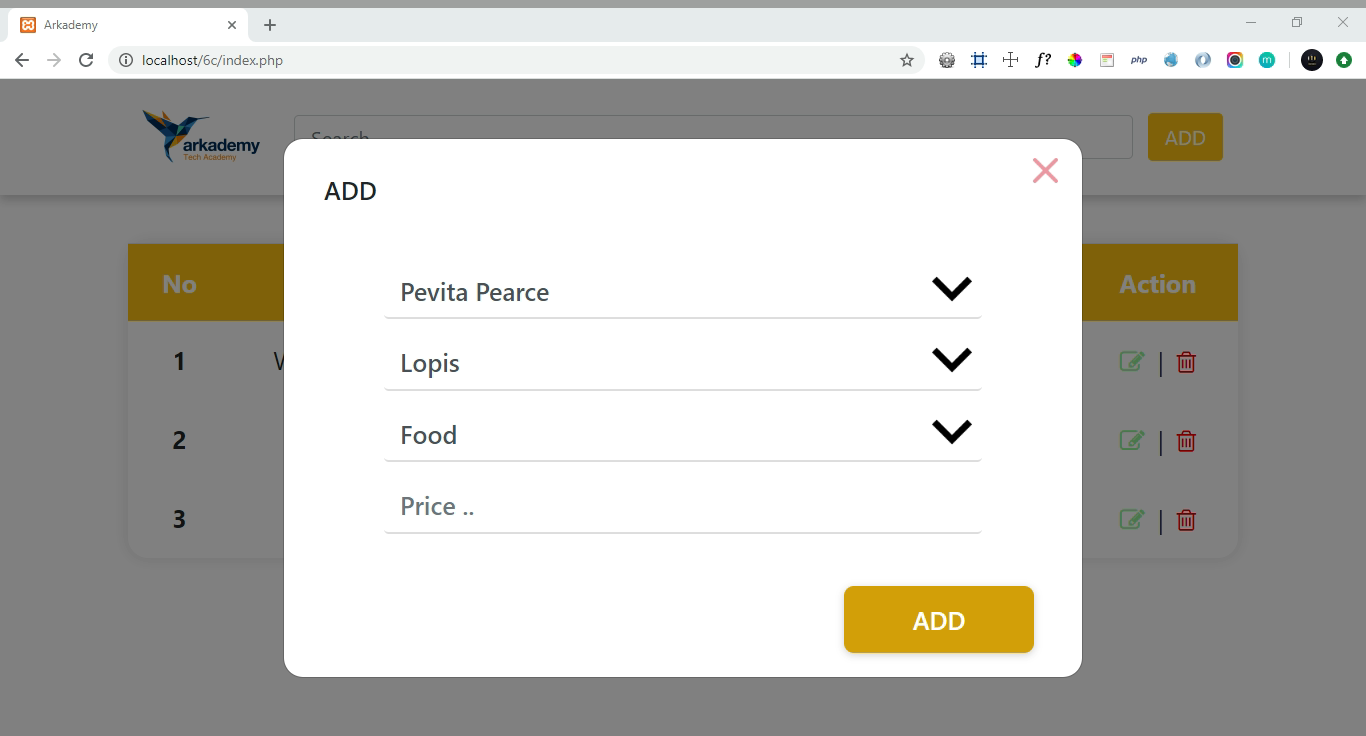 Arkademy
localhost/6c/index.php
f?
php
m
arkademy
Tech Academy
Search
ADD
ADD
No
Action
Pevita Pearce
1
|
Lopis
2
|
Food
3
|
Price ..
ADD